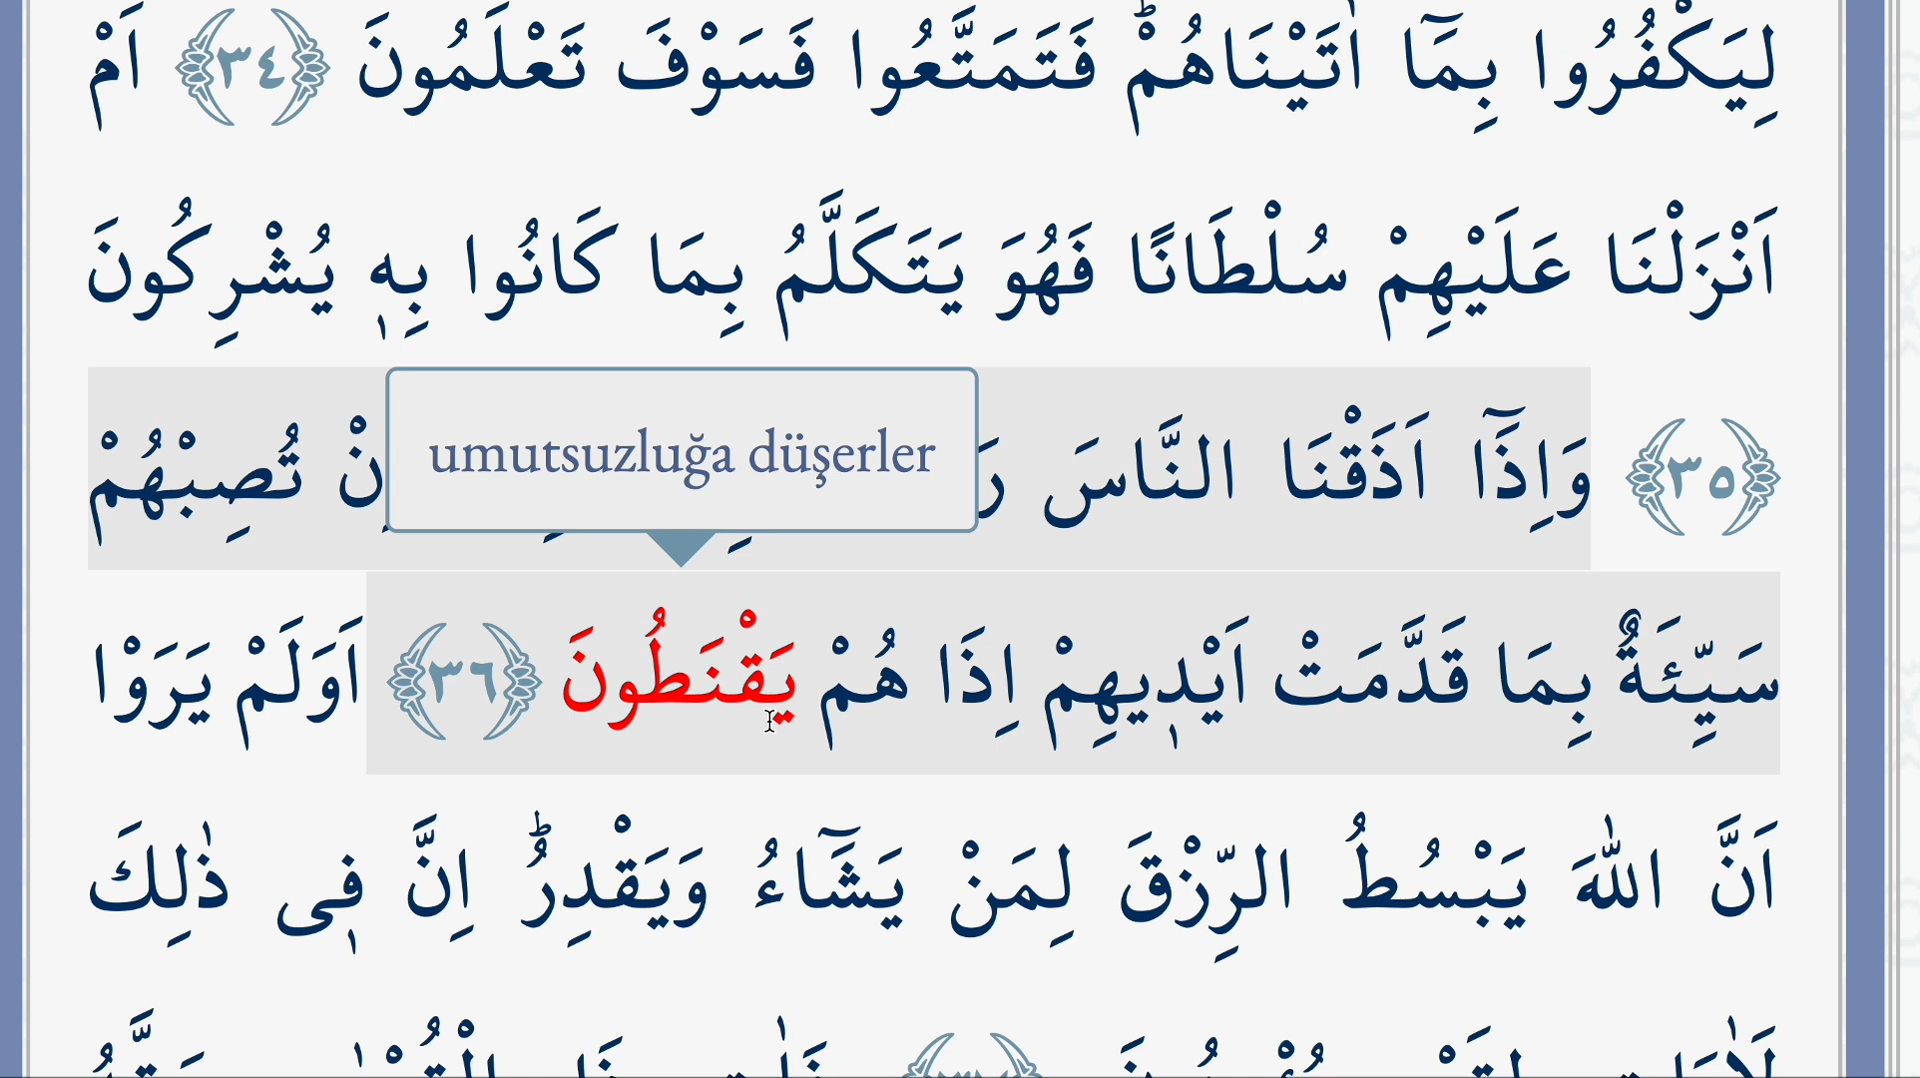 لِيَكْفُرُوا بِمَٓا اٰتَيْنَاهُمْۜ فَتَمَتَّعُوا فَسَوْفَ تَعْلَمُونَ ﴿٣٤﴾ اَمْ
اَنْزَلْنَا عَلَيْهِمْ سُلْطَانًا فَهُوَ يَتَكَلَّمُ بِمَا كَانُوا بِه۪ يُشْرِكُونَ
﴿٣٥﴾ وَاِذَٓا اَذَقْنَا النَّاسَ تُصِبْهُمْ
umutsuzluğa düşerler
سَيِّئَةٌ بِمَا قَدَّمَتْ اَيْد۪يهِمْ اِذَا هُمْ يَقْنَطُونَ ﴿٣٦﴾ اَوَلَمْ يَرَوْا
اَنَّ اللّٰهَ يَبْسُطُ الرِّزْقَ لِمَنْ يَشَٓاءُ وَيَقْدِرُۜ اِنَّ ف۪ي ذٰلِكَ